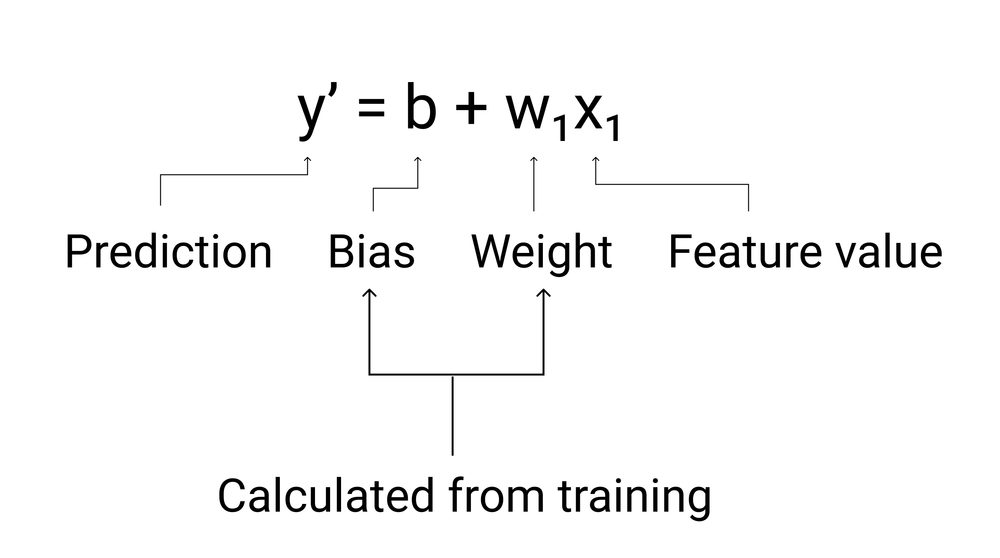 y’ = b + w₁x₁
Prediction Bias Weight Feature value
Calculated from training